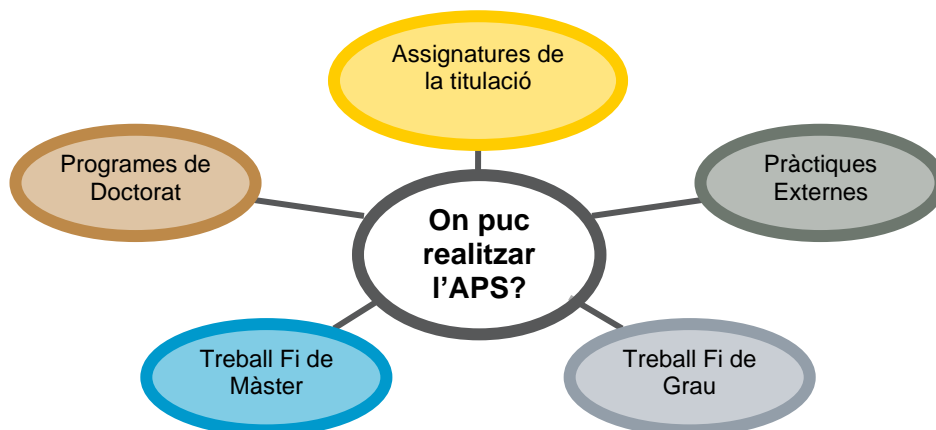 Assignatures de
la titulació
Programes de
Doctorat
Pràctiques
Externes
On puc
realitzar
l'APS?
Treball Fi de
Màster
Treball Fi de
Grau